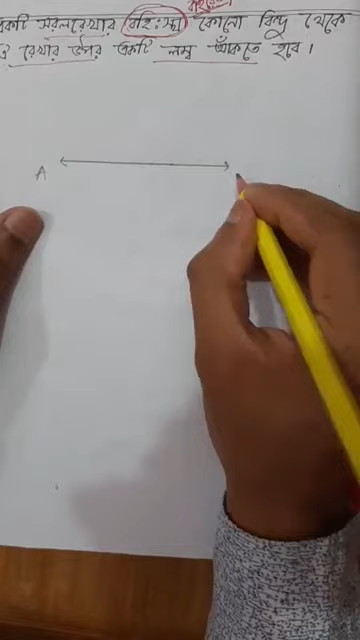 একটি সরলরেখার বহিঃস্থ কোনো বিন্দু থেকে
ঐ রেখার উপর একটি লম্ব আঁকতে হবে।
A